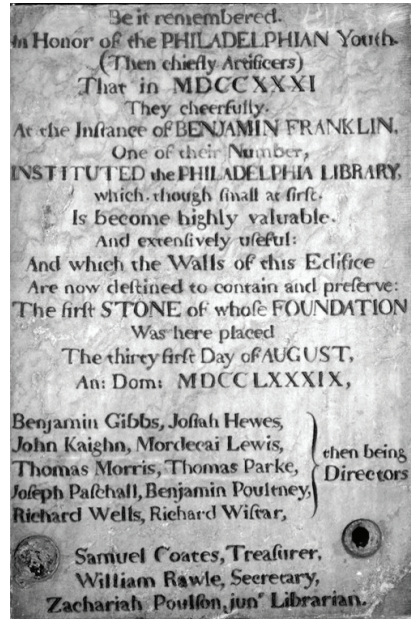 Be it remembered.
In Honor of the PHILADELPHIAN Youth.
(Then chiefly Artificers)
That in MDCCXXXI
They cheerfully.
At the Inſtance of BENJAMIN FRANKLIN,
One of their Number,
INSTITUTED the PHILADELPHIA LIBRARY,
which. though ſmall at firſt.
Is become highly valuable.
And extenſively uſeful:
And which the Walls of this Edifice
Are now deſtined to contain and preſerve:
The firſt STONE of whoſe FOUNDATION
Was here placed
The thirty firſt Day of AUGUST,
An: Dom: MDCCLXXXIX,
Benjamin Gibbs, Joſiah Hewes,
John Kaighn, Mordecai Lewis,
Thomas Morris, Thomas Parke,
Joſeph Paſchall, Benjamin Poultney,
Richard Wells, Richard Wiſtar,
then being
Directors
Samuel Coates, Treaſurer,
William Rawle, Secretary,
Zachariah Poulſon, junr Librarian.